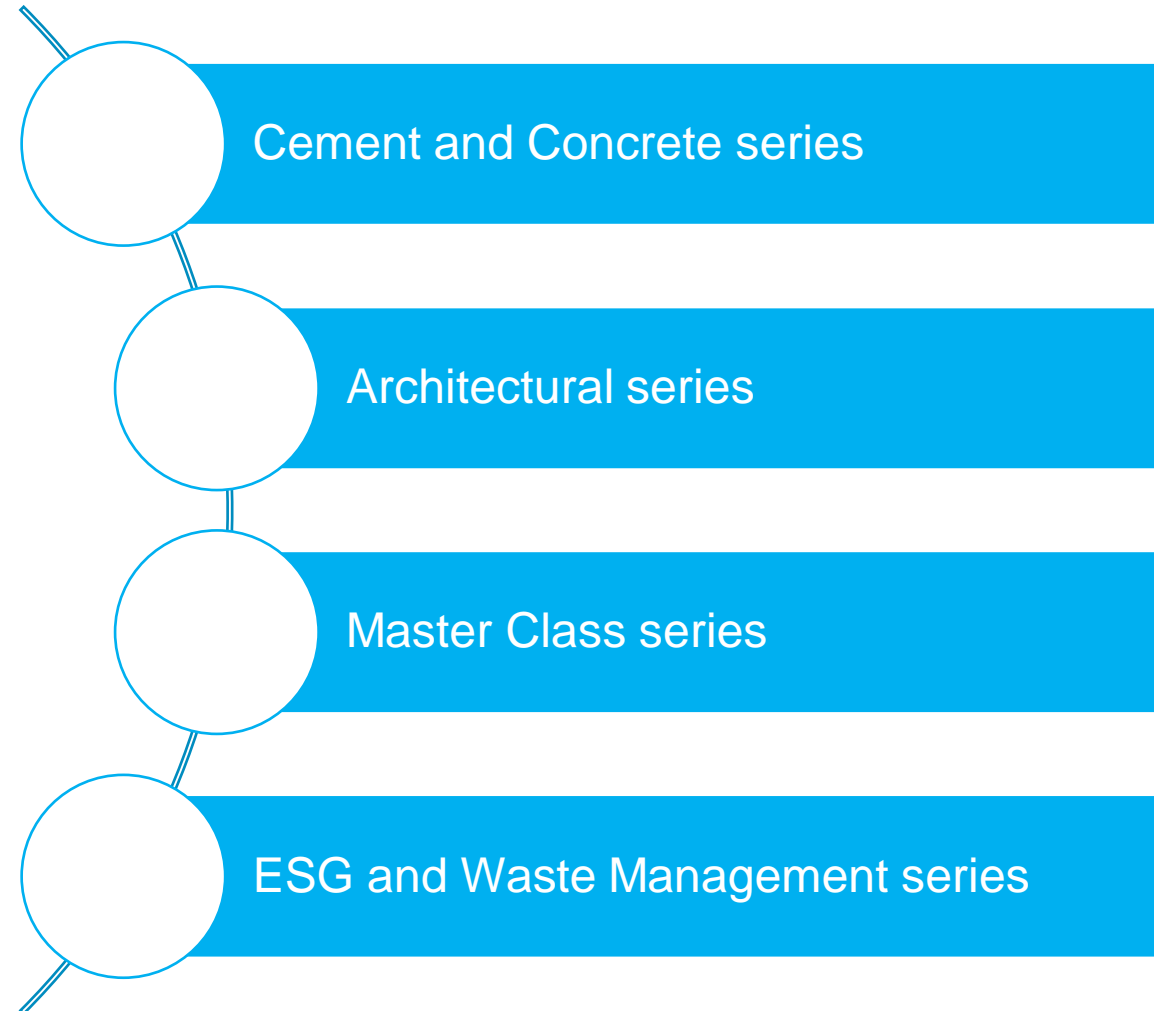 Cement and Concrete series
Architectural series
Master Class series
ESG and Waste Management series